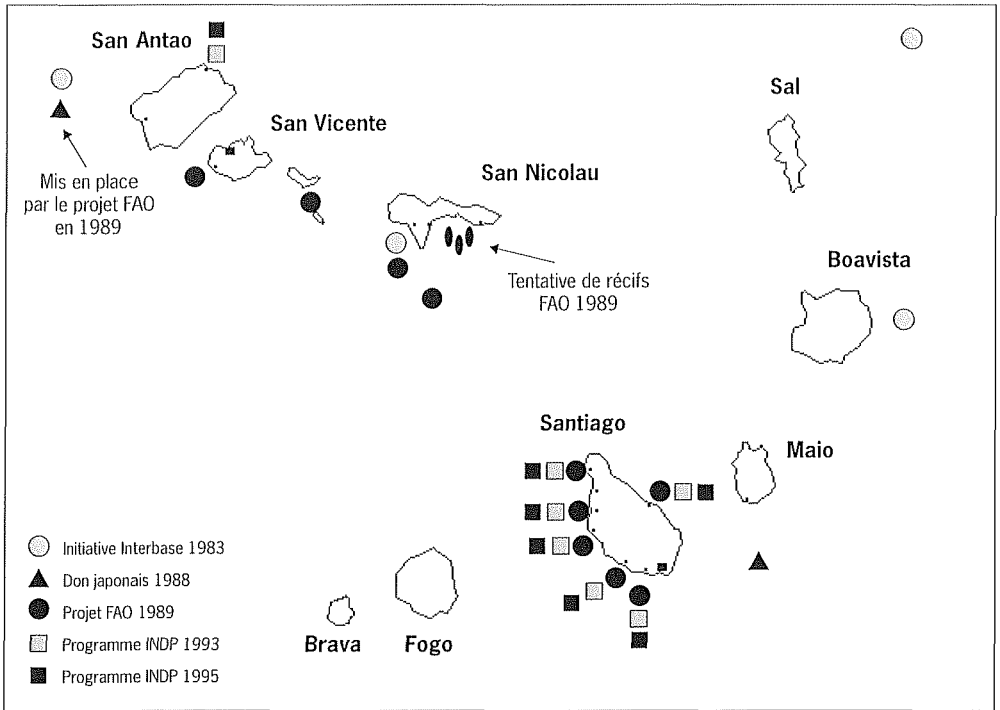 San Antao
Sal
San Vicente
San Nicolau
Mis en place
par le projet FAO
en 1989
Boavista
Tentative de récifs
FAO 1989
Santiago
Maio
Initiative Interbase 1983
Don japonais 1988
Projet FAO 1989
Programme INDP 1993
Programme INDP 1995
Brava
Fogo